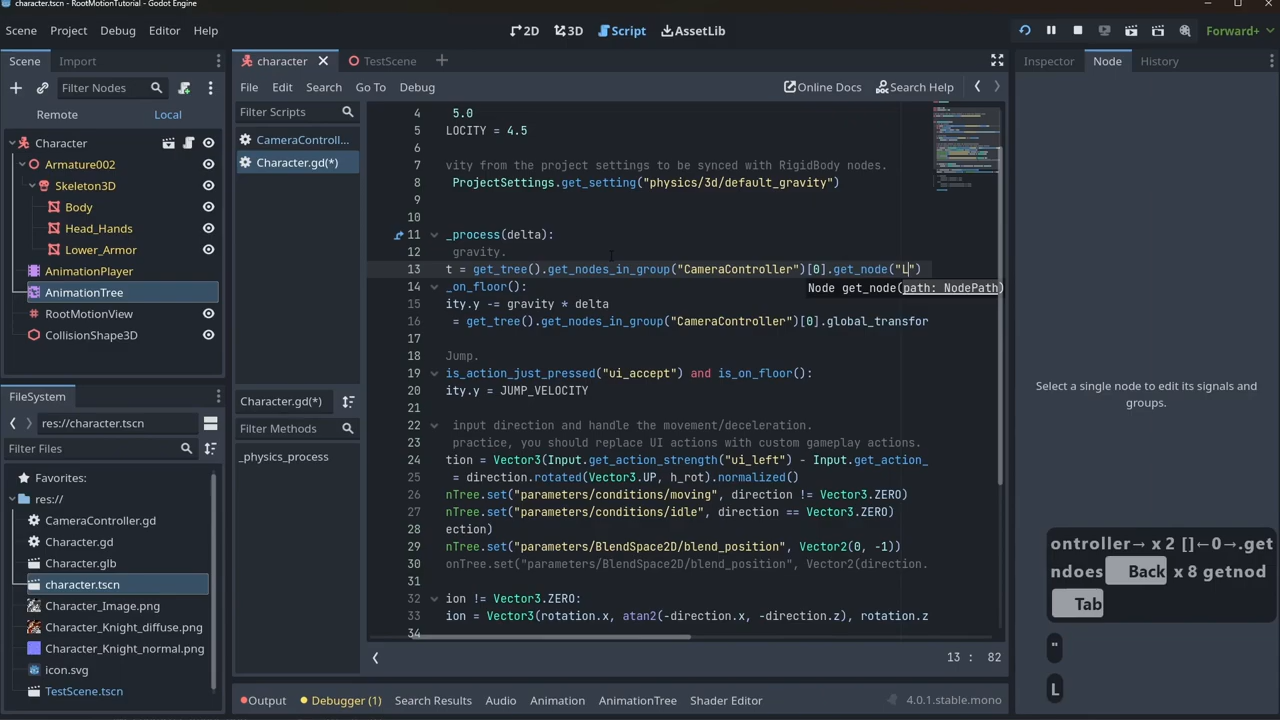 character.tscn - RootMotionTutorial - Godot Engine
Scene Project Debug Editor Help
2D 3D Script AssetLib
Forward+
Scene Import
Filter Nodes
Remote Local
Character
Armature002
Skeleton3D
Body
Head_Hands
Lower_Armor
AnimationPlayer
AnimationTree
RootMotionView
CollisionShape3D
FileSystem
res://character.tscn
Filter Files
Favorites:
res://
CameraController.gd
Character.gd
Character.glb
character.tscn
Character_Image.png
Character_Knight_diffuse.png
Character_Knight_normal.png
icon.svg
TestScene.tscn
character TestScene
File Edit Search Go To Debug
Online Docs Search Help
Filter Scripts
CameraControll...
Character.gd(*)
Character.gd(*)
Filter Methods
_physics_process
4 5.0
5 LOCITY = 4.5
6
7 vity from the project settings to be synced with RigidBody nodes.
8 ProjectSettings.get_setting("physics/3d/default_gravity")
9
10
11 _process(delta):
12 gravity.
13 t = get_tree().get_nodes_in_group("CameraController")[0].get_node("L")
Node get_node(path: NodePath)
14 _on_floor():
15 ity.y -= gravity * delta
16 = get_tree().get_nodes_in_group("CameraController")[0].global_transfor
17
18 Jump.
19 is_action_just_pressed("ui_accept") and is_on_floor():
20 ity.y = JUMP_VELOCITY
21
22 input direction and handle the movement/deceleration.
23 practice, you should replace UI actions with custom gameplay actions.
24 tion = Vector3(Input.get_action_strength("ui_left") - Input.get_action_
25 = direction.rotated(Vector3.UP, h_rot).normalized()
26 nTree.set("parameters/conditions/moving", direction != Vector3.ZERO)
27 nTree.set("parameters/conditions/idle", direction == Vector3.ZERO)
28 ection)
29 nTree.set("parameters/BlendSpace2D/blend_position", Vector2(0, -1))
30 onTree.set("parameters/BlendSpace2D/blend_position", Vector2(direction.
31
32 ion != Vector3.ZERO:
33 ion = Vector3(rotation.x, atan2(-direction.x, -direction.z), rotation.z
34
13 : 82
Output Debugger (1) Search Results Audio Animation AnimationTree Shader Editor
4.0.1.stable.mono
Inspector Node History
Select a single node to edit its signals and
groups.
ontroller→ x 2 []←0→.get
ndoes Back x 8 getnod
Tab
"
L